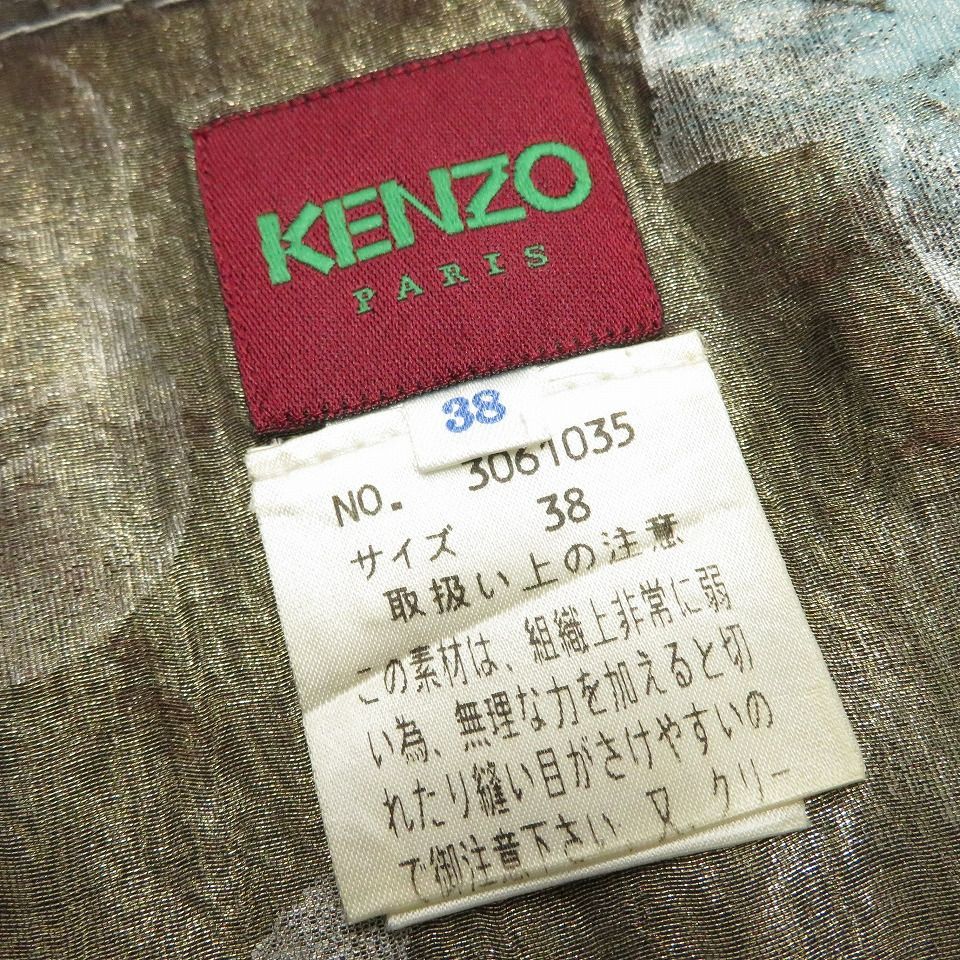 KENZO
PARIS
38
NO. 3061035
サイズ 38
取扱い上の注意
この素材は、組織上非常に弱
い為、無理な力を加えると切
れたり縫い目がさけやすいの
で御注意下さい。又、クリー